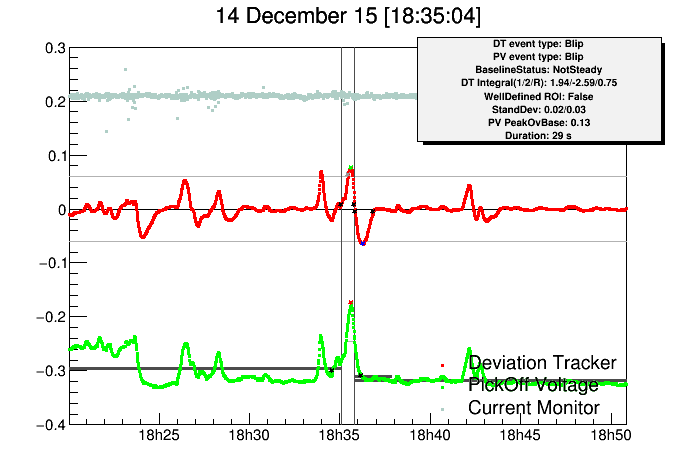 14 December 15 [18:35:04]
DT event type: Blip
PV event type: Blip
BaselineStatus: NotSteady
DT Integral(1/2/R): 1.94/-2.59/0.75
WellDefined ROI: False
StandDev: 0.02/0.03
PV PeakOvBase: 0.13
Duration: 29 s
0.3
0.2
0.1
0
−0.1
−0.2
−0.3
−0.4
Deviation Tracker
PickOff Voltage
Current Monitor
18h25 18h30 18h35 18h40 18h45 18h50